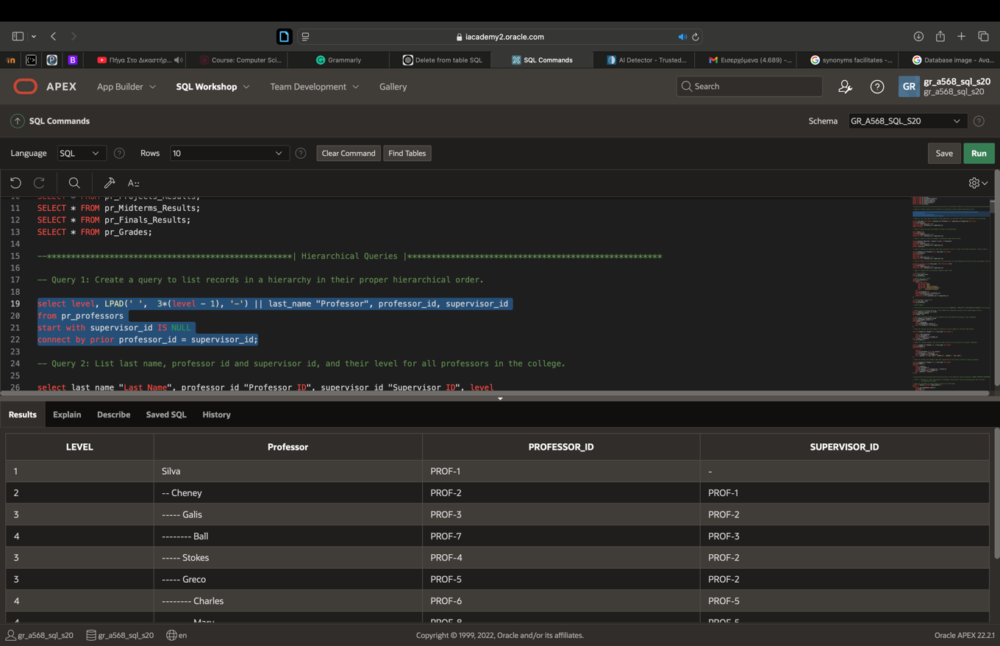 iacademy2.oracle.com
in
B
Πήγα Στο Δικαστήρ...
Course: Computer Sci...
Grammarly
Delete from table SQL
SQL Commands
AI Detector - Trusted...
Εισερχόμενα (4.689) -...
synonyms facilitates -...
Database image - Ανα...
APEX
App Builder
SQL Workshop
Team Development
Gallery
Search
GR
gr_a568_sql_s20
gr_a568_sql_s20
SQL Commands
Schema
GR_A568_SQL_S20
Language
SQL
Rows
10
Clear Command
Find Tables
Save
Run
10 SELECT * FROM pr_Projects_Results;
11 SELECT * FROM pr_Midterms_Results;
12 SELECT * FROM pr_Finals_Results;
13 SELECT * FROM pr_Grades;
14
15 --***************************************************| Hierarchical Queries |*****************************************************
16
17 -- Query 1: Create a query to list records in a hierarchy in their proper hierarchical order.
18
19 select level, LPAD(' ',  3*(level - 1), '-') || last_name "Professor", professor_id, supervisor_id
20 from pr_professors
21 start with supervisor_id IS NULL
22 connect by prior professor_id = supervisor_id;
23
24 -- Query 2: List last name, professor id and supervisor id, and their level for all professors in the college.
25
26 select last_name "Last Name", professor_id "Professor ID", supervisor_id "Supervisor ID", level
Results
Explain
Describe
Saved SQL
History
LEVEL Professor PROFESSOR_ID SUPERVISOR_ID
1 Silva PROF-1 -
2 -- Cheney PROF-2 PROF-1
3 ----- Galis PROF-3 PROF-2
4 -------- Ball PROF-7 PROF-3
3 ----- Stokes PROF-4 PROF-2
3 ----- Greco PROF-5 PROF-2
4 -------- Charles PROF-6 PROF-5
4 -------- Mary PROF-8 PROF-5
gr_a568_sql_s20
gr_a568_sql_s20
en
Copyright © 1999, 2022, Oracle and/or its affiliates.
Oracle APEX 22.2.1